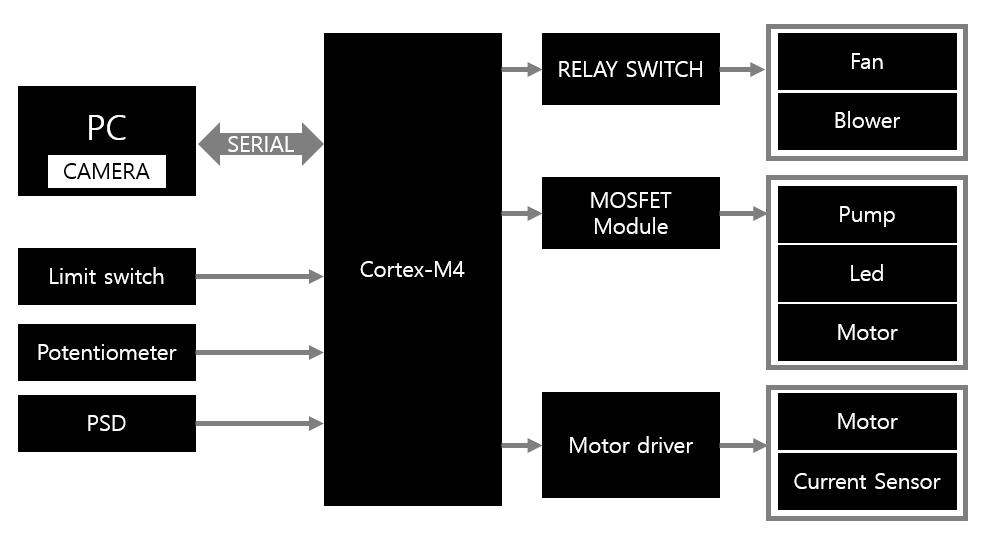 PC
CAMERA
SERIAL
Limit switch
Potentiometer
PSD
Cortex-M4
RELAY SWITCH
MOSFET
Module
Motor driver
Fan
Blower
Pump
Led
Motor
Motor
Current Sensor